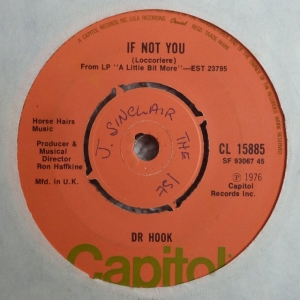 IF NOT YOU
(Loccoriere)
From LP "A Little Bit More"—EST 23795
Horse Hairs
Music
Producer &
Musical
Director
Ron Haffkine
Mfd. in U.K.
J. SINCLAIR THE 1st
CL 15885
SF 93067 45
Ⓟ 1976
Capitol
Records Inc.
DR HOOK
Capitol